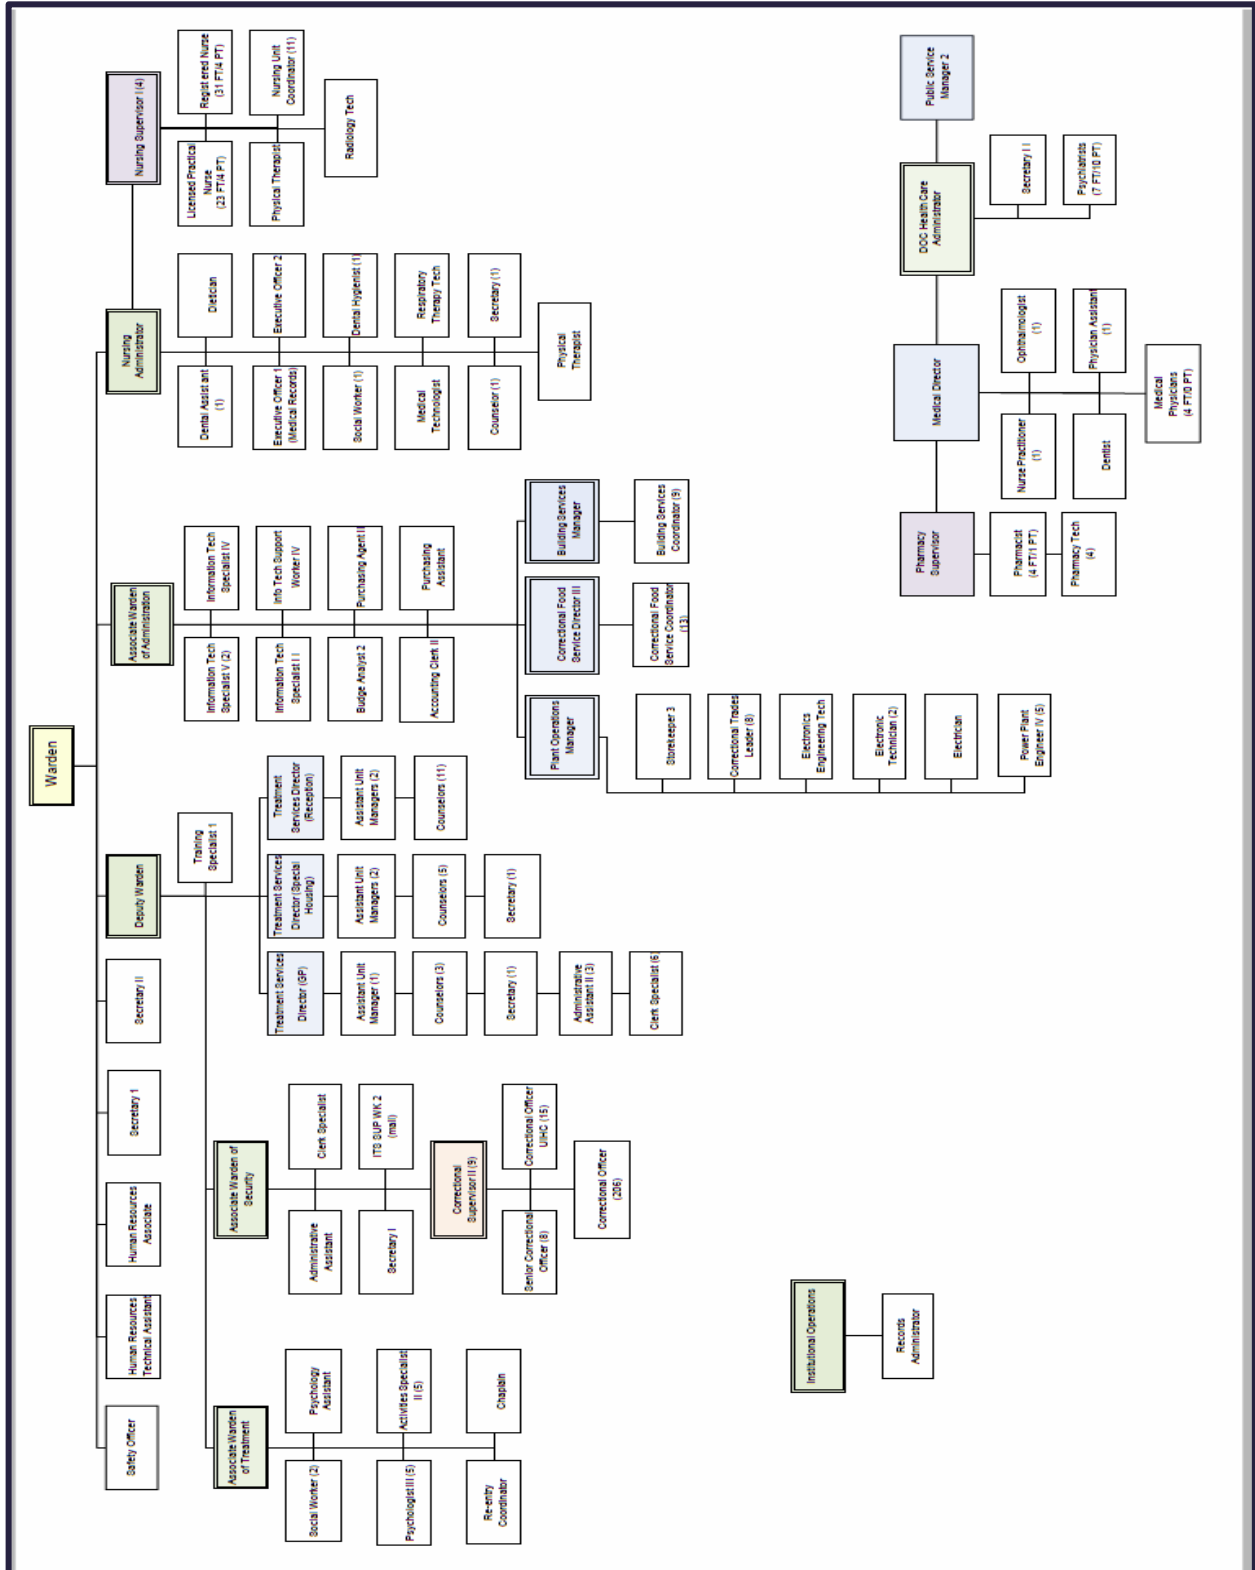 Warden
Safety Officer
Human Resources
Technical Assistant
Human Resources
Associate
Secretary 1
Secretary II
Deputy Warden
Associate Warden
of Administration
Nursing
Administrator
Nursing Supervisor I (4)
Training
Specialist 1
Associate Warden
of Treatment
Social Worker (2)
Psychology
Assistant
Psychologist III (5)
Activities Specialist
II (5)
Re-entry
Coordinator
Chaplain
Associate Warden of
Security
Administrative
Assistant
Clerk Specialist
Secretary I
ITS SUP WK 2
(mail)
Correctional
Supervisor II (9)
Senior Correctional
Officer (8)
Correctional Officer
UIHC (15)
Correctional Officer
(206)
Treatment Services
Director (GP)
Assistant Unit
Manager (1)
Counselors (3)
Secretary (1)
Administrative
Assistant II (3)
Clerk Specialist (6)
Treatment Services
Director (Special
Housing)
Assistant Unit
Managers (2)
Counselors (5)
Secretary (1)
Treatment
Services Director
(Reception)
Assistant Unit
Managers (2)
Counselors (11)
Information Tech
Specialist V (2)
Information Tech
Specialist IV
Information Tech
Specialist II
Info Tech Support
Worker IV
Budge Analyst 2
Purchasing Agent II
Accounting Clerk II
Purchasing
Assistant
Plant Operations
Manager
Storekeeper 3
Correctional Trades
Leader (8)
Electronics
Engineering Tech
Electronic
Technician (2)
Electrician
Power Plant
Engineer IV (5)
Correctional Food
Service Director III
Correctional Food
Service Coordinator
(13)
Building Services
Manager
Building Services
Coordinator (9)
Dental Assistant
(1)
Dietician
Executive Officer 1
(Medical Records)
Executive Officer 2
Social Worker (1)
Dental Hygienist (1)
Medical
Technologist
Respiratory
Therapy Tech
Counselor (1)
Secretary (1)
Physical
Therapist
Licensed Practical
Nurse
(23 FT/4 PT)
Registered Nurse
(31 FT/4 PT)
Physical Therapist
Nursing Unit
Coordinator (11)
Radiology Tech
Institutional Operations
Records
Administrator
Pharmacy
Supervisor
Pharmacist
(4 FT/1 PT)
Pharmacy Tech
(4)
Medical Director
Nurse Practitioner
(1)
Ophthalmologist
(1)
Dentist
Physician Assistant
(1)
Medical
Physicians
(4 FT/0 PT)
DOC Health Care
Administrator
Secretary II
Psychiatrists
(7 FT/10 PT)
Public Service
Manager 2